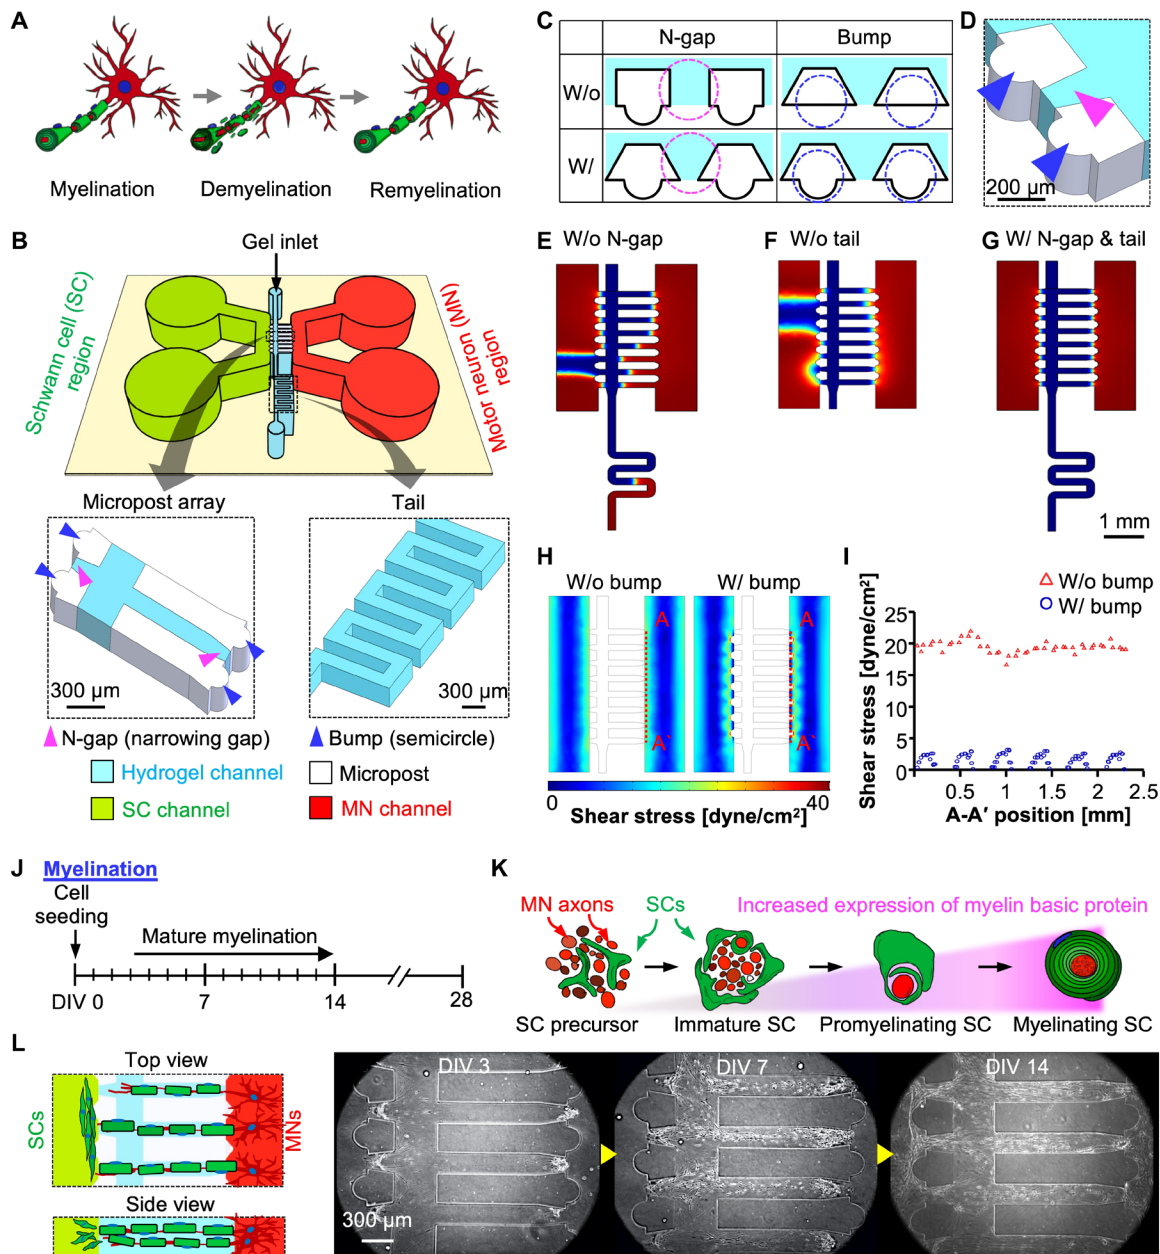 A
Myelination
Demyelination
Remyelination
B
Gel inlet
Schwann cell (SC)
region
Motor neuron (MN)
region
Micropost array
Tail
300 µm
300 µm
N-gap (narrowing gap)
Bump (semicircle)
Hydrogel channel
Micropost
SC channel
MN channel
C
N-gap
Bump
W/o
W/
D
200 µm
E
W/o N-gap
F
W/o tail
G
W/ N-gap & tail
1 mm
H
W/o bump
W/ bump
A
A
A`
A`
0
40
Shear stress [dyne/cm²]
I
W/o bump
W/ bump
25
20
15
10
5
0
0.5
1
1.5
2
2.5
Shear stress [dyne/cm²]
A-A′ position [mm]
J
Myelination
Cell
seeding
Mature myelination
DIV 0
7
14
28
K
MN axons
SCs
Increased expression of myelin basic protein
SC precursor
Immature SC
Promyelinating SC
Myelinating SC
L
Top view
SCs
MNs
Side view
DIV 3
DIV 7
DIV 14
300 µm